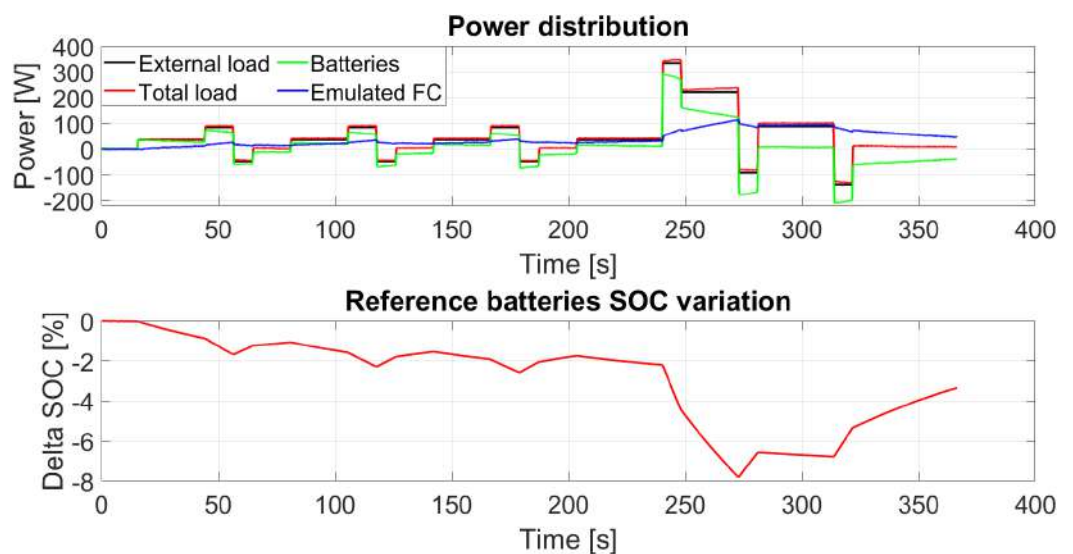 Power distribution
Power [W]
400
300
200
100
0
-100
-200
External load
Batteries
Total load
Emulated FC
0 50 100 150 200 250 300 350 400
Time [s]
Reference batteries SOC variation
Delta SOC [%]
0
-2
-4
-6
-8
0 50 100 150 200 250 300 350 400
Time [s]